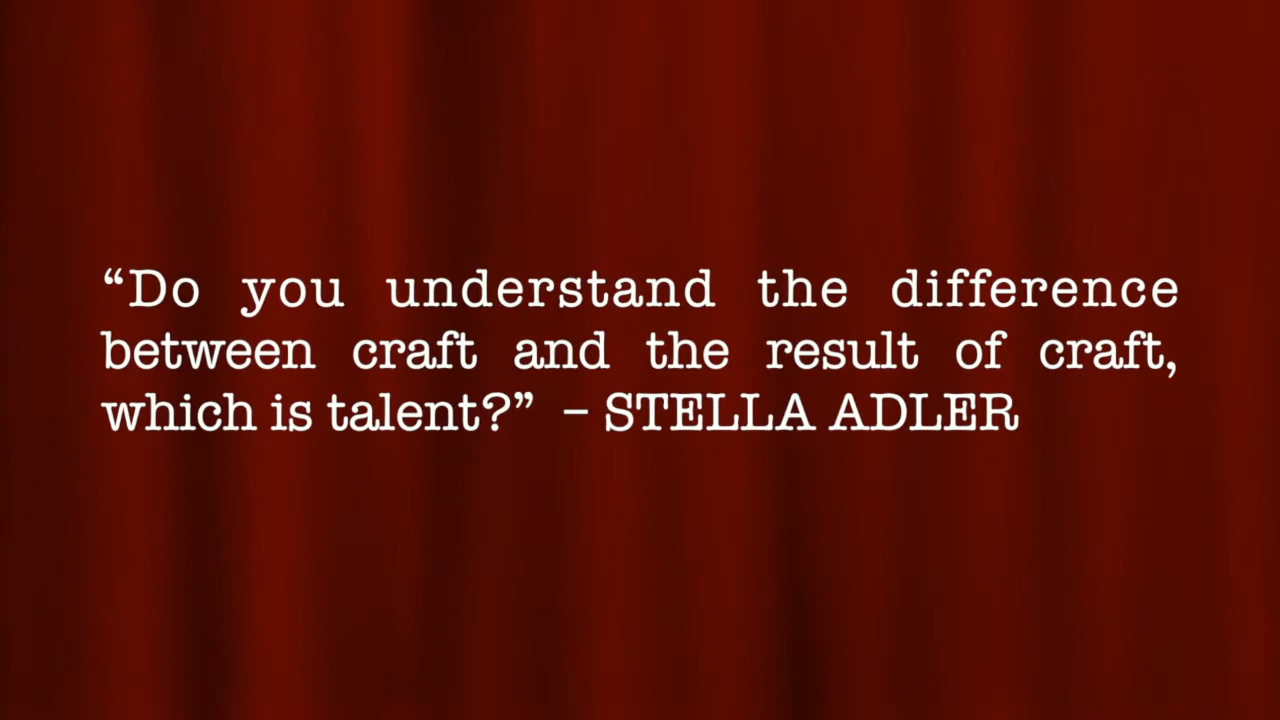 “Do you understand the difference
between craft and the result of craft,
which is talent?” – STELLA ADLER